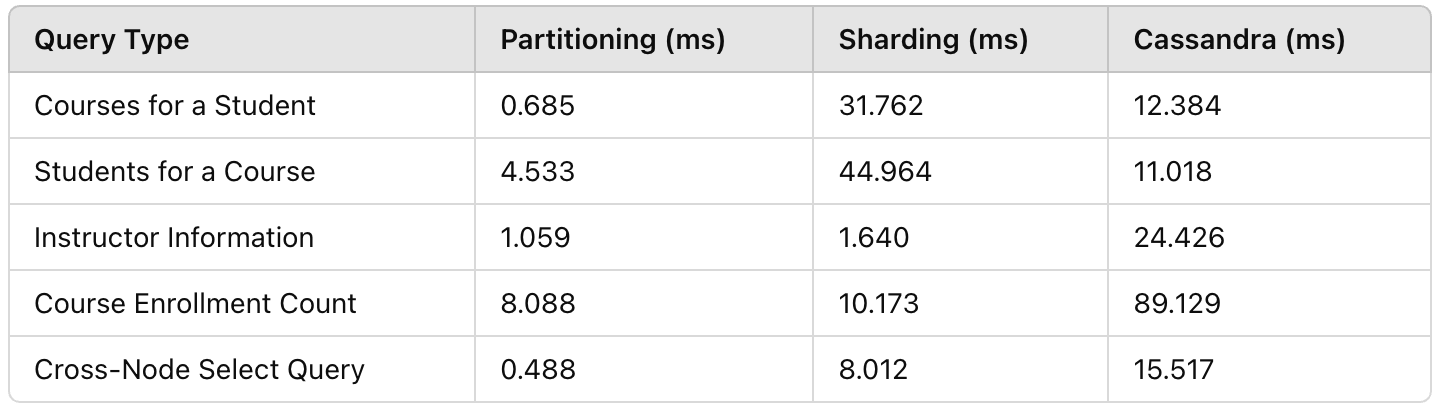 Query Type Partitioning (ms) Sharding (ms) Cassandra (ms)
Courses for a Student 0.685 31.762 12.384
Students for a Course 4.533 44.964 11.018
Instructor Information 1.059 1.640 24.426
Course Enrollment Count 8.088 10.173 89.129
Cross-Node Select Query 0.488 8.012 15.517